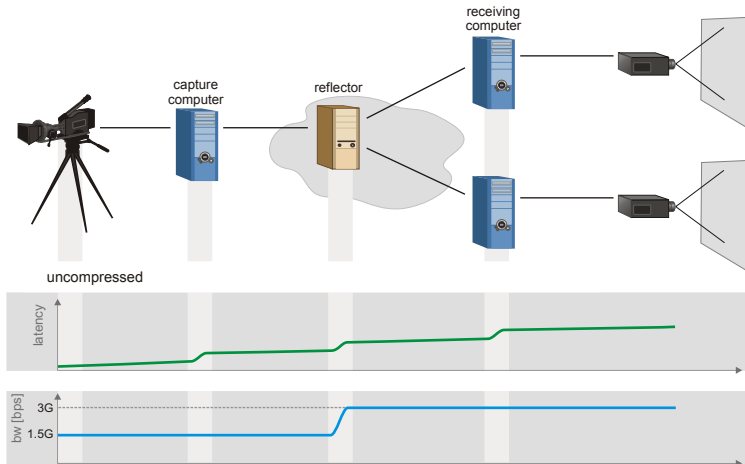 receiving
computer
capture
computer
reflector
uncompressed
latency
bw [bps]
3G
1.5G